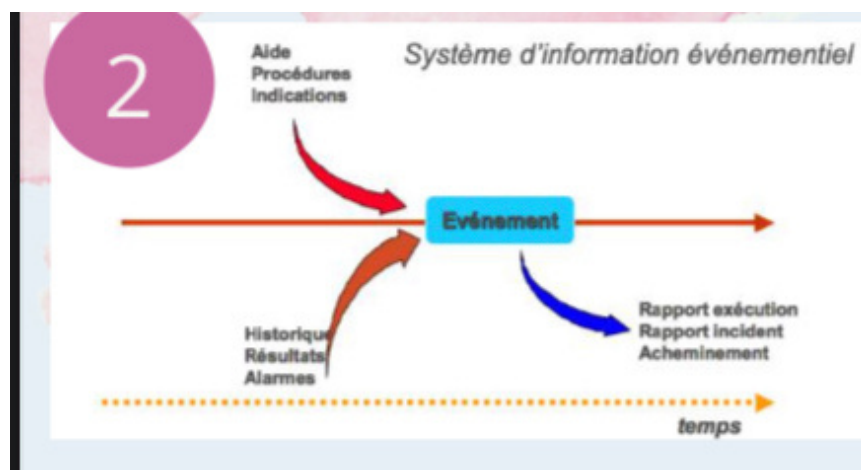 2
Système d'information événementiel
Aide
Procédures
Indications
Evénement
Historique
Résultats
Alarmes
Rapport exécution
Rapport incident
Acheminement
temps